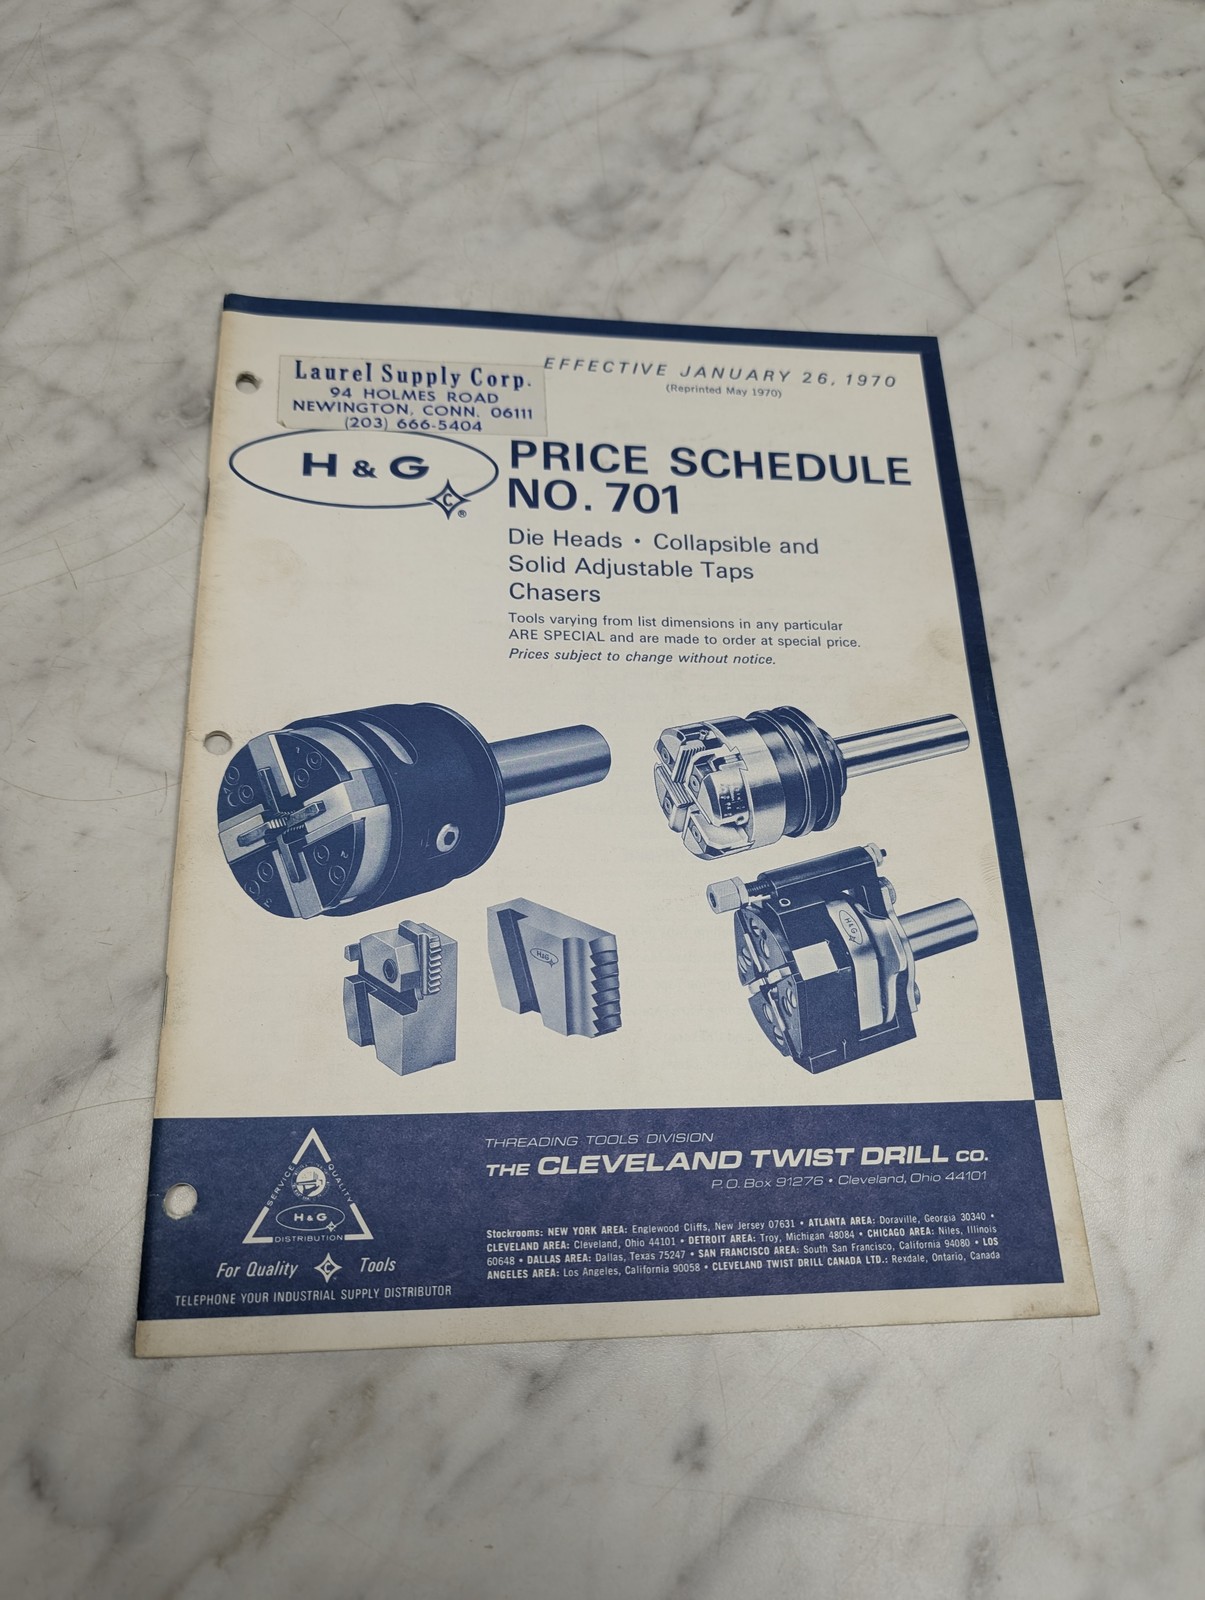 Laurel Supply Corp.
94 HOLMES ROAD
NEWINGTON, CONN. 06111
(203) 666-5404
EFFECTIVE JANUARY 26, 1970
(Reprinted May 1970)
H & G
C
®
PRICE SCHEDULE
NO. 701
Die Heads • Collapsible and
Solid Adjustable Taps
Chasers
Tools varying from list dimensions in any particular
ARE SPECIAL and are made to order at special price.
Prices subject to change without notice.
H&G
H&G
SERVICE
QUALITY
H & G
DISTRIBUTION
For Quality C Tools
TELEPHONE YOUR INDUSTRIAL SUPPLY DISTRIBUTOR
THREADING TOOLS DIVISION
THE CLEVELAND TWIST DRILL CO.
P.O. Box 91276 • Cleveland, Ohio 44101
Stockrooms: NEW YORK AREA: Englewood Cliffs, New Jersey 07631 • ATLANTA AREA: Doraville, Georgia 30340 •
CLEVELAND AREA: Cleveland, Ohio 44101 • DETROIT AREA: Troy, Michigan 48084 • CHICAGO AREA: Niles, Illinois
60648 • DALLAS AREA: Dallas, Texas 75247 • SAN FRANCISCO AREA: South San Francisco, California 94080 • LOS
ANGELES AREA: Los Angeles, California 90058 • CLEVELAND TWIST DRILL CANADA LTD.: Rexdale, Ontario, Canada